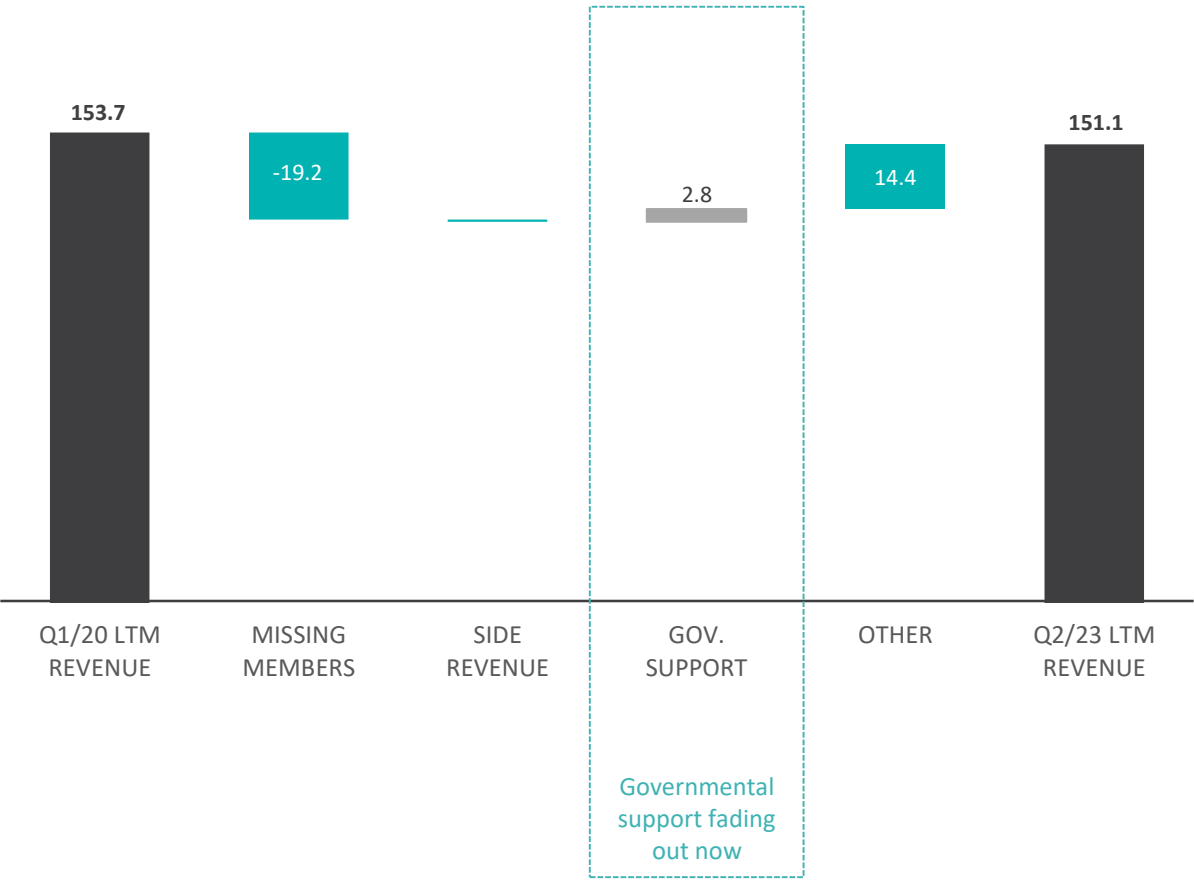 153.7
-19.2
2.8
14.4
151.1
Q1/20 LTM
REVENUE
MISSING
MEMBERS
SIDE
REVENUE
GOV.
SUPPORT
OTHER
Q2/23 LTM
REVENUE
Governmental
support fading
out now